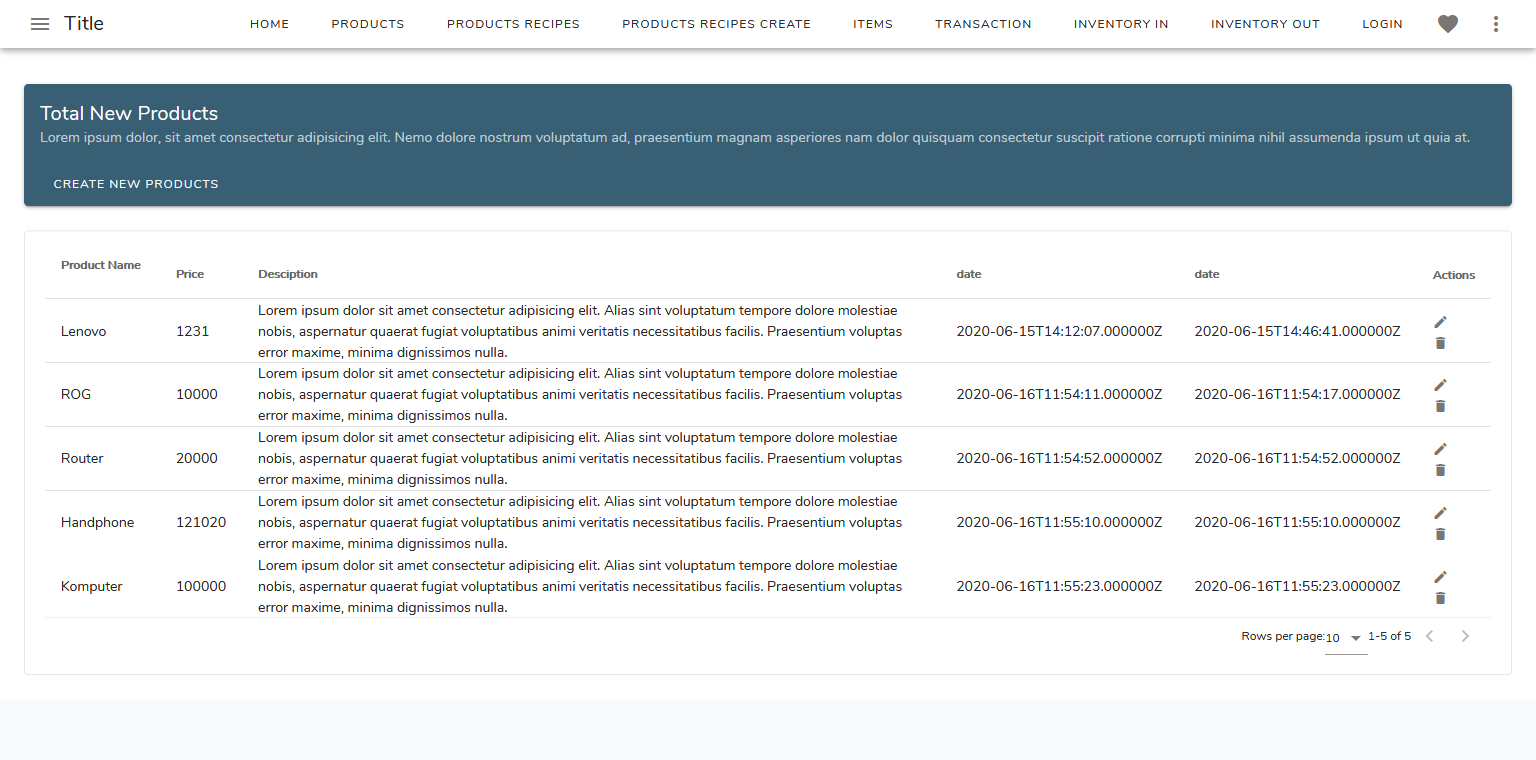 Title HOME PRODUCTS PRODUCTS RECIPES PRODUCTS RECIPES CREATE ITEMS TRANSACTION INVENTORY IN INVENTORY OUT LOGIN
Total New Products
Lorem ipsum dolor, sit amet consectetur adipisicing elit. Nemo dolore nostrum voluptatum ad, praesentium magnam asperiores nam dolor quisquam consectetur suscipit ratione corrupti minima nihil assumenda ipsum ut quia at.
CREATE NEW PRODUCTS
Product Name Price Desciption date date Actions
Lorem ipsum dolor sit amet consectetur adipisicing elit. Alias sint voluptatum tempore dolore molestiae
Lenovo 1231 nobis, aspernatur quaerat fugiat voluptatibus animi veritatis necessitatibus facilis. Praesentium voluptas 2020-06-15T14:12:07.000000Z 2020-06-15T14:46:41.000000Z
error maxime, minima dignissimos nulla.
Lorem ipsum dolor sit amet consectetur adipisicing elit. Alias sint voluptatum tempore dolore molestiae
ROG 10000 nobis, aspernatur quaerat fugiat voluptatibus animi veritatis necessitatibus facilis. Praesentium voluptas 2020-06-16T11:54:11.000000Z 2020-06-16T11:54:17.000000Z
error maxime, minima dignissimos nulla.
Lorem ipsum dolor sit amet consectetur adipisicing elit. Alias sint voluptatum tempore dolore molestiae
Router 20000 nobis, aspernatur quaerat fugiat voluptatibus animi veritatis necessitatibus facilis. Praesentium voluptas 2020-06-16T11:54:52.000000Z 2020-06-16T11:54:52.000000Z
error maxime, minima dignissimos nulla.
Lorem ipsum dolor sit amet consectetur adipisicing elit. Alias sint voluptatum tempore dolore molestiae
Handphone 121020 nobis, aspernatur quaerat fugiat voluptatibus animi veritatis necessitatibus facilis. Praesentium voluptas 2020-06-16T11:55:10.000000Z 2020-06-16T11:55:10.000000Z
error maxime, minima dignissimos nulla.
Lorem ipsum dolor sit amet consectetur adipisicing elit. Alias sint voluptatum tempore dolore molestiae
Komputer 100000 nobis, aspernatur quaerat fugiat voluptatibus animi veritatis necessitatibus facilis. Praesentium voluptas 2020-06-16T11:55:23.000000Z 2020-06-16T11:55:23.000000Z
error maxime, minima dignissimos nulla.
Rows per page: 10 1-5 of 5